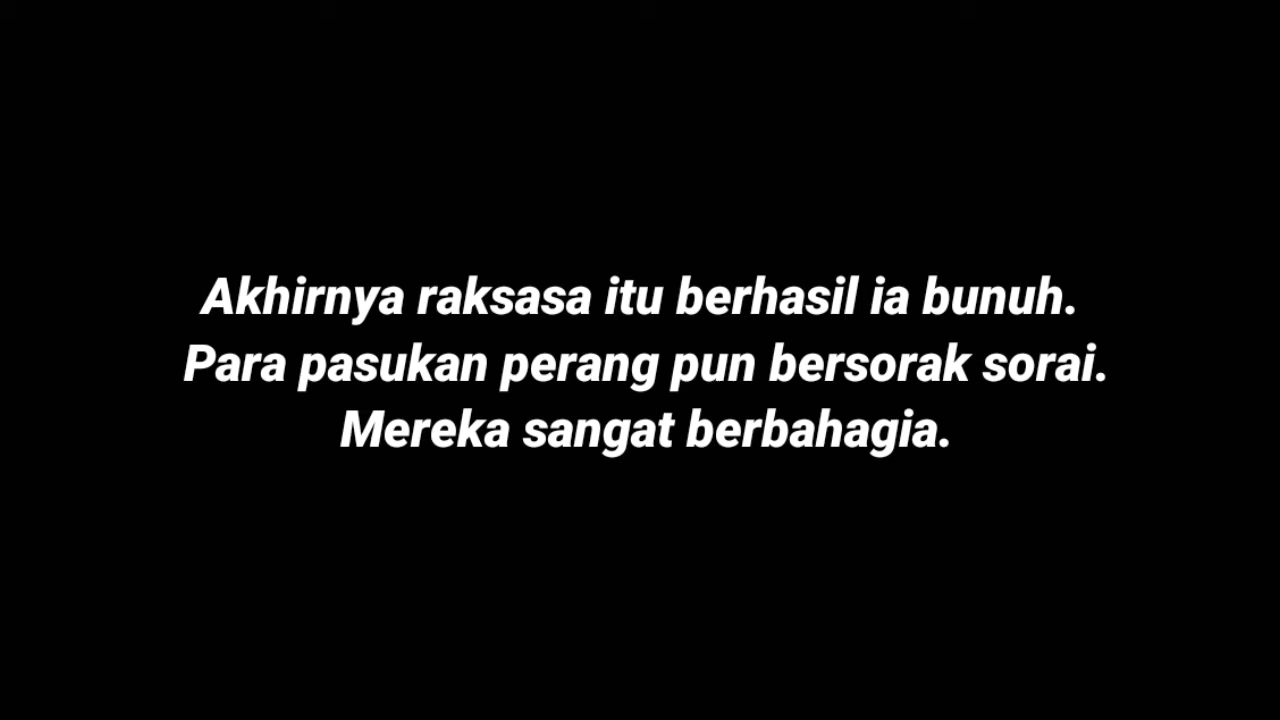 Akhirnya raksasa itu berhasil ia bunuh.
Para pasukan perang pun bersorak sorai.
Mereka sangat berbahagia.